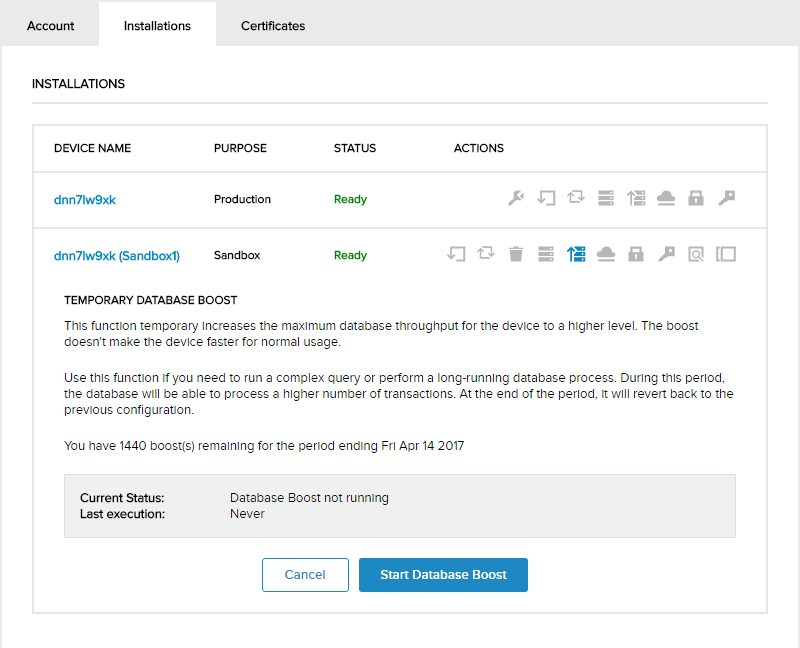 Account
Installations
Certificates
INSTALLATIONS
DEVICE NAME PURPOSE STATUS ACTIONS
dnn7lw9xk Production Ready
dnn7lw9xk (Sandbox1) Sandbox Ready
TEMPORARY DATABASE BOOST
This function temporary increases the maximum database throughput for the device to a higher level. The boost
doesn't make the device faster for normal usage.
Use this function if you need to run a complex query or perform a long-running database process. During this period,
the database will be able to process a higher number of transactions. At the end of the period, it will revert back to the
previous configuration.
You have 1440 boost(s) remaining for the period ending Fri Apr 14 2017
Current Status: Database Boost not running
Last execution: Never
Cancel
Start Database Boost